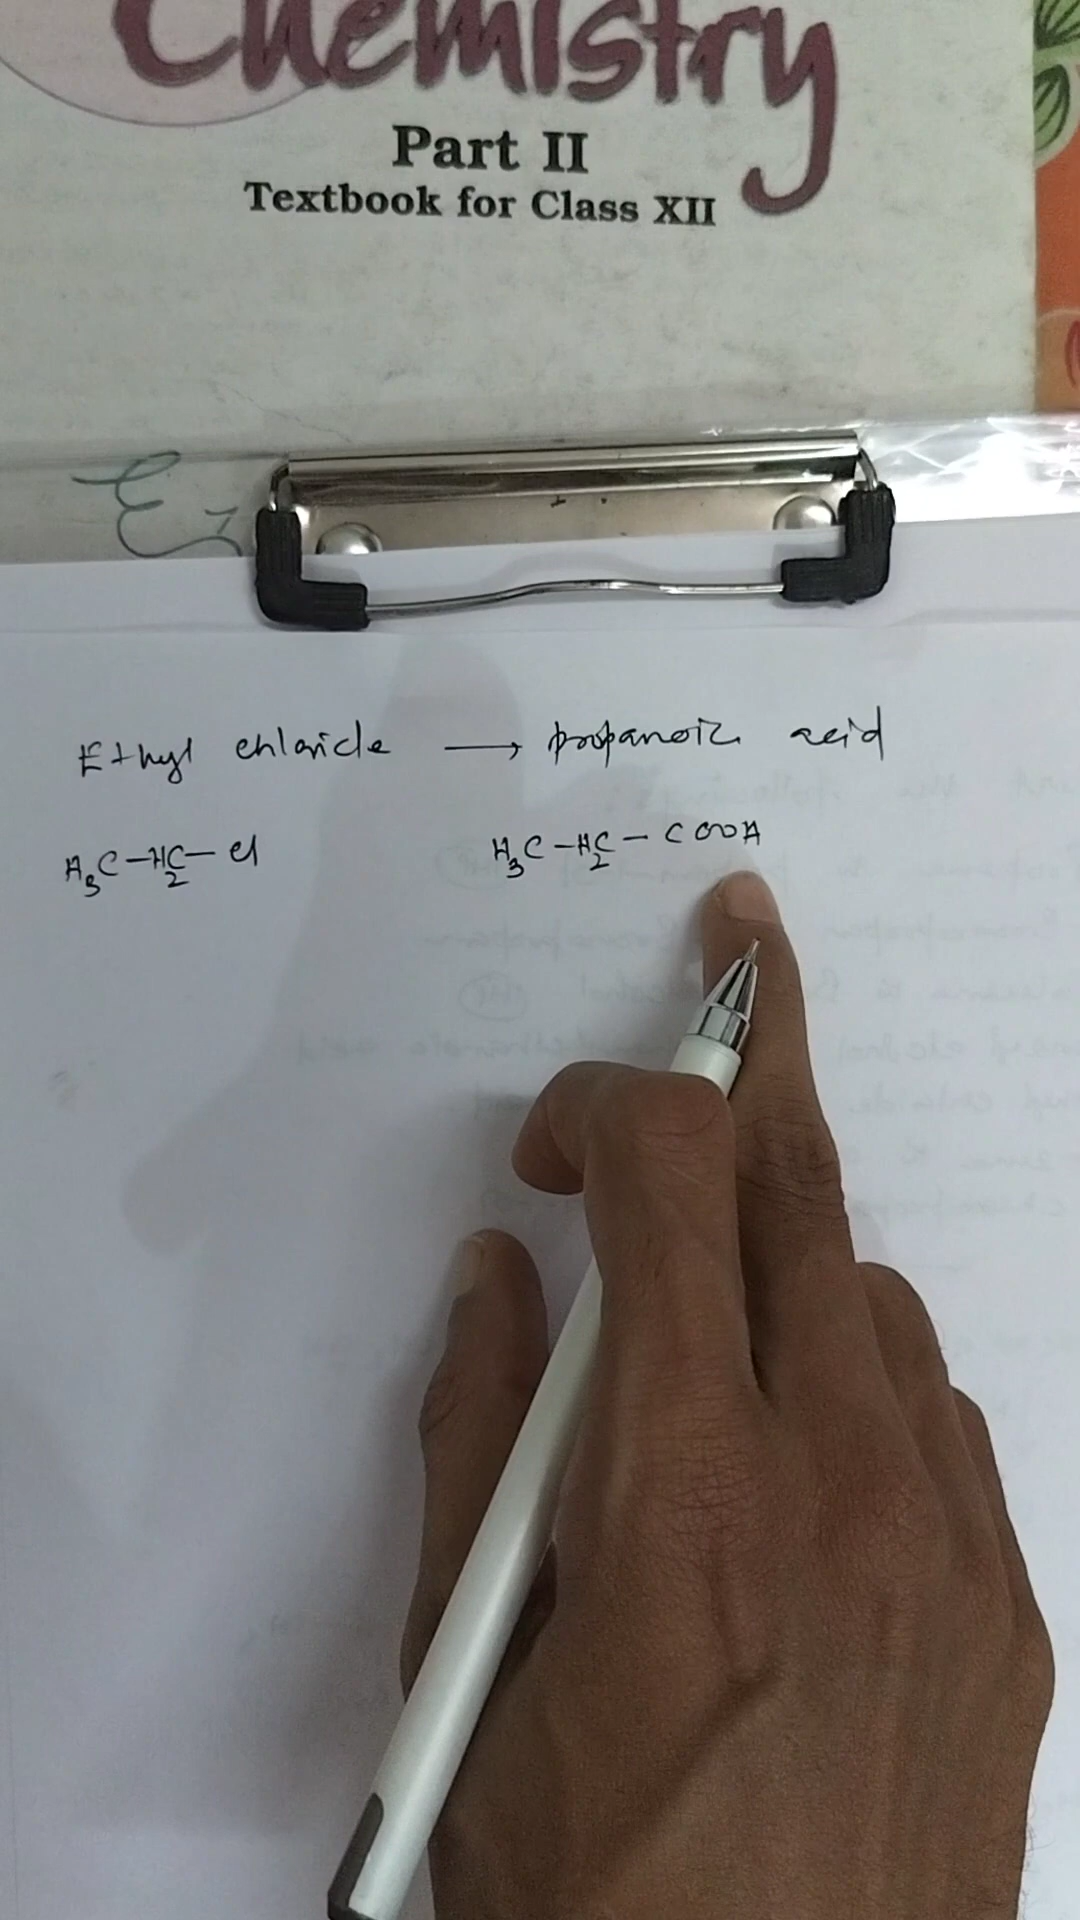 Chemistry
Part II
Textbook for Class XII
Ethyl chloride → propanoic acid
H₃C–H₂C–Cl H₃C–H₂C–COOH